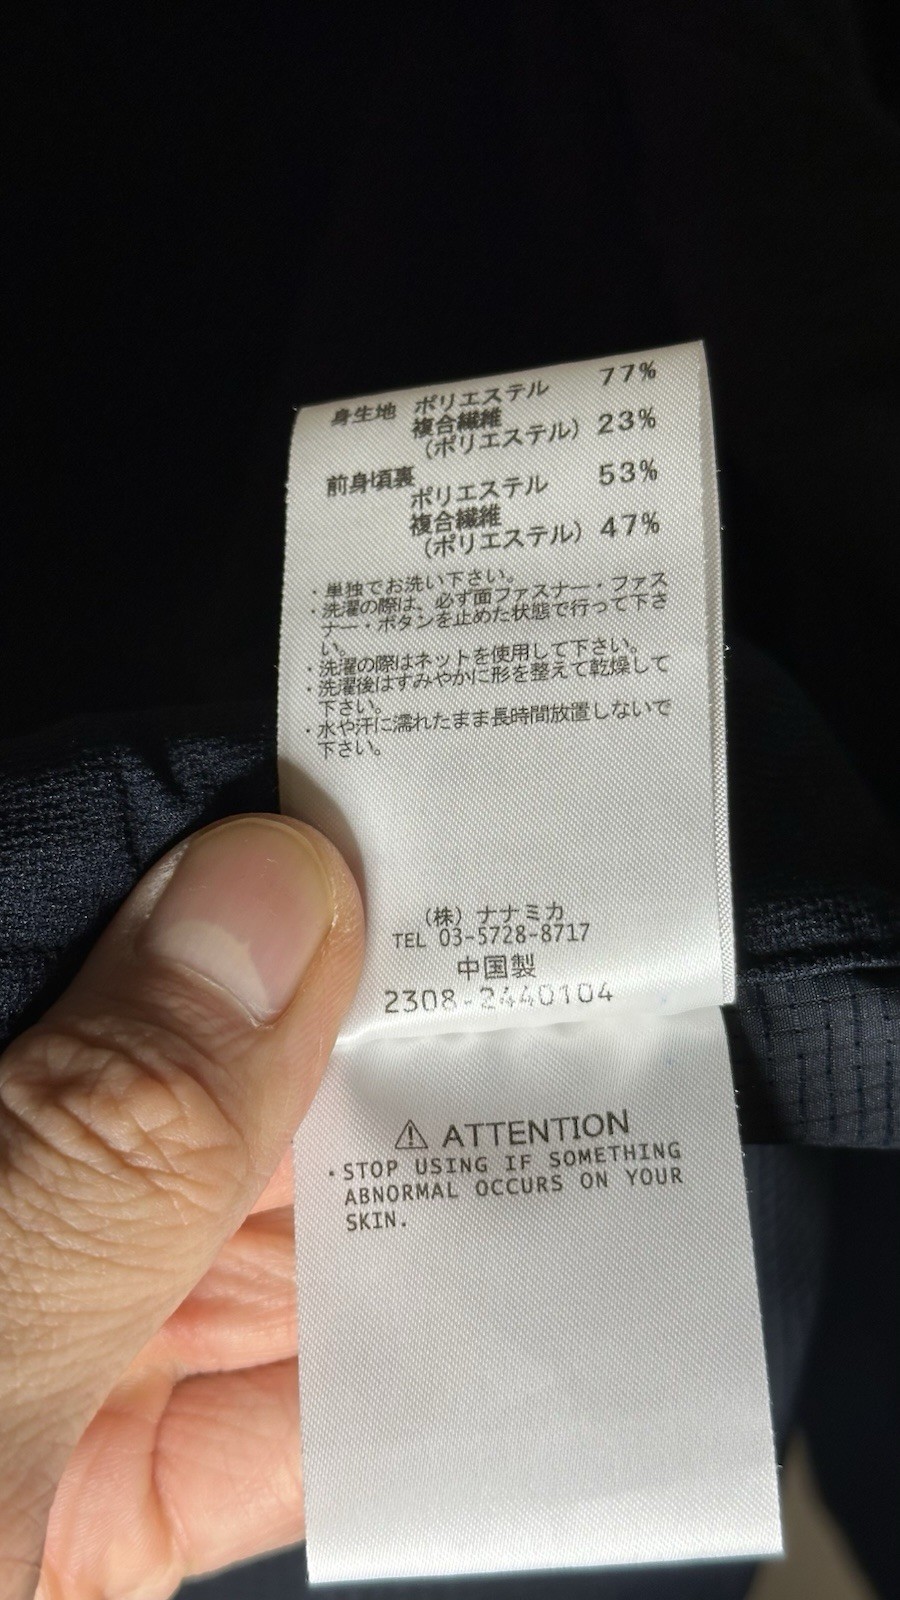 身生地 ポリエステル 77%
複合繊維
（ポリエステル）23%
前身頃裏
ポリエステル 53%
複合繊維
（ポリエステル）47%
・単独でお洗い下さい。
・洗濯の際は、必ず面ファスナー・ファス
ナー・ボタンを止めた状態で行って下さ
い。
・洗濯の際はネットを使用して下さい。
・洗濯後はすみやかに形を整えて乾燥して
下さい。
・水や汗に濡れたまま長時間放置しないで
下さい。
（株）ナナミカ
TEL 03-5728-8717
中国製
2308-2440104
⚠ ATTENTION
・STOP USING IF SOMETHING
ABNORMAL OCCURS ON YOUR
SKIN.